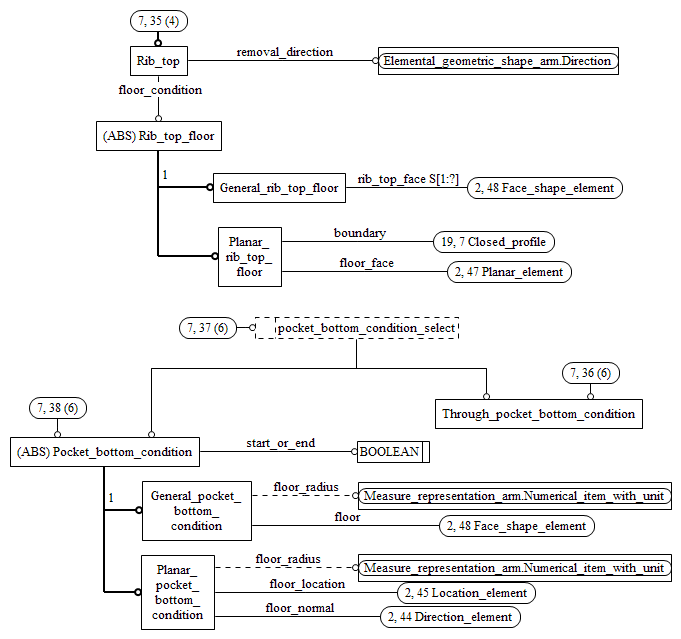 7, 35 (4)
removal_direction
Rib_top
Elemental_geometric_shape_arm.Direction
floor_condition
(ABS) Rib_top_floor
1
General_rib_top_floor
rib_top_face S[1:?]
2, 48 Face_shape_element
Planar_
rib_top_
floor
boundary
19, 7 Closed_profile
floor_face
2, 47 Planar_element
7, 37 (6)
pocket_bottom_condition_select
7, 36 (6)
7, 38 (6)
Through_pocket_bottom_condition
(ABS) Pocket_bottom_condition
start_or_end
BOOLEAN
1
General_pocket_
bottom_
condition
floor_radius
Measure_representation_arm.Numerical_item_with_unit
floor
2, 48 Face_shape_element
Planar_
pocket_
bottom_
condition
floor_radius
Measure_representation_arm.Numerical_item_with_unit
floor_location
2, 45 Location_element
floor_normal
2, 44 Direction_element